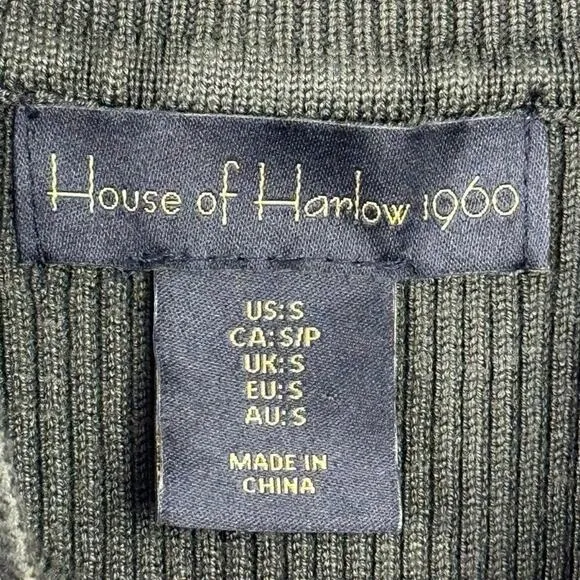 House of Harlow 1960
US: S
CA: S/P
UK: S
EU: S
AU: S
MADE IN
CHINA